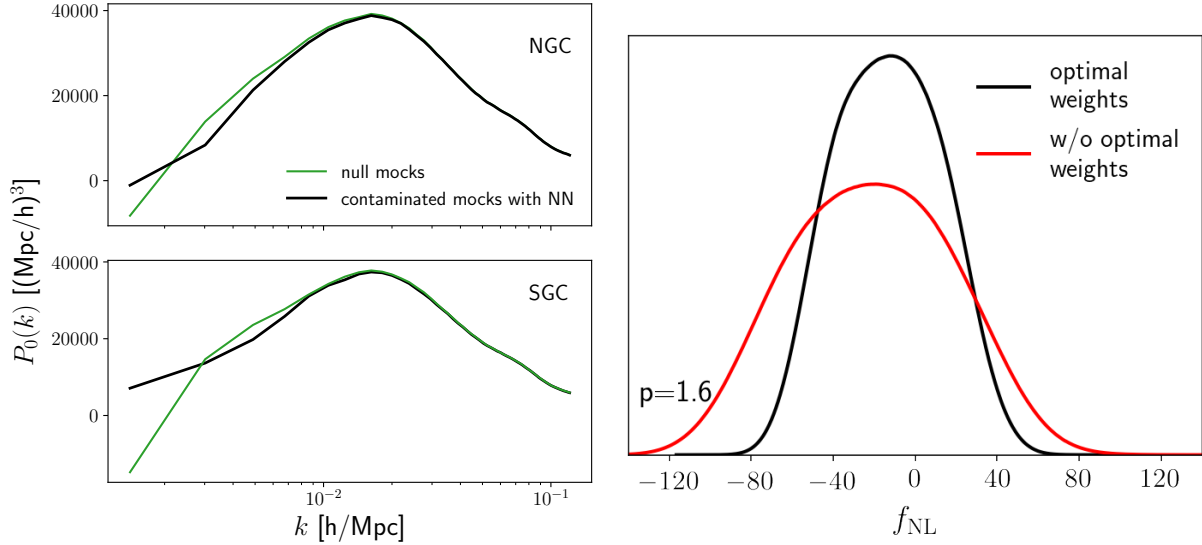 40000
20000
0
NGC
null mocks
contaminated mocks with NN
40000
20000
0
SGC
P₀(k) [(Mpc/h)³]
10⁻²
10⁻¹
k [h/Mpc]
optimal
weights
w/o optimal
weights
p=1.6
−120
−80
−40
0
40
80
120
f_NL